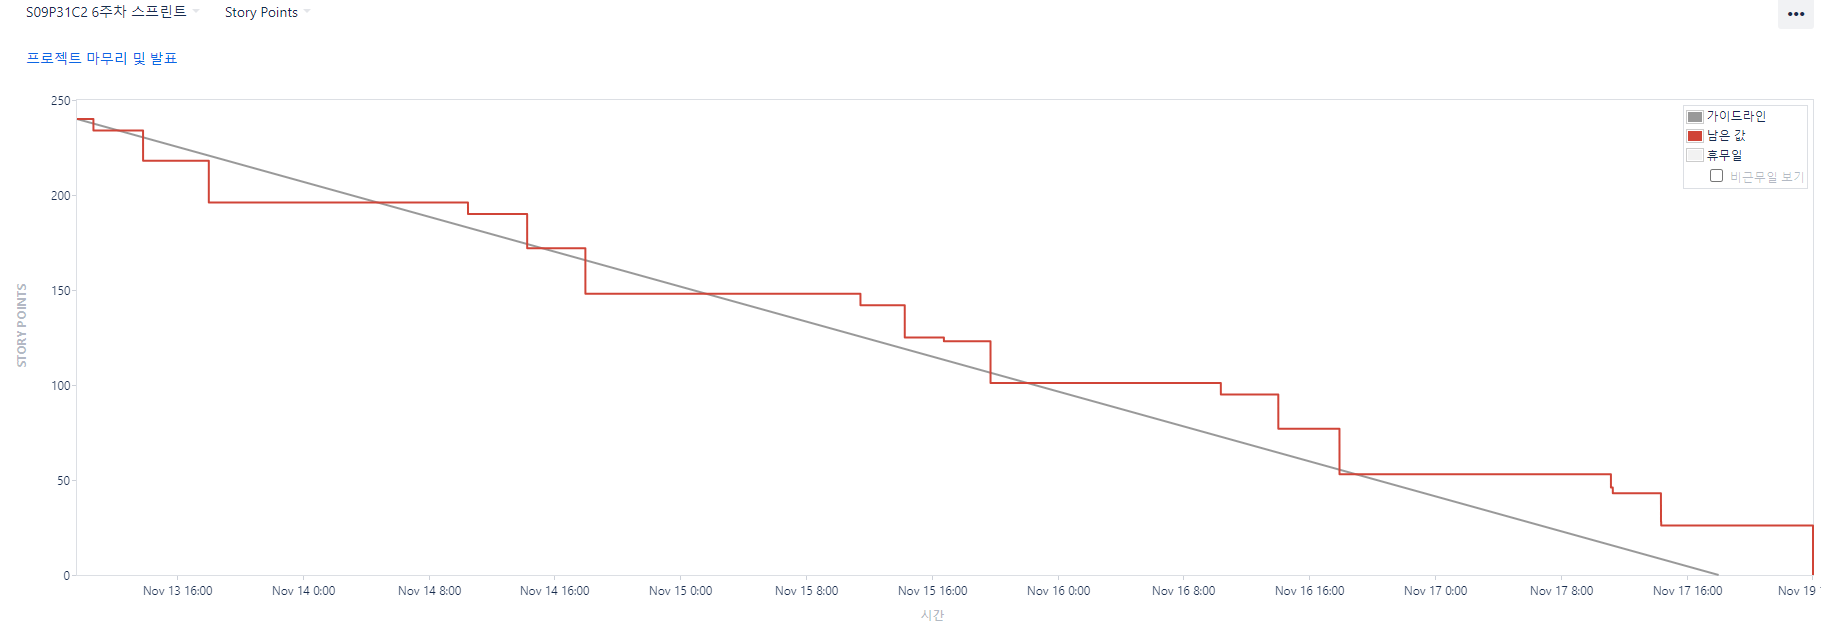 S09P31C2 6주차 스프린트 Story Points
•••
프로젝트 마무리 및 발표
250
200
150
100
50
0
STORY POINTS
가이드라인
남은 값
휴무일
비근무일 보기
Nov 13 16:00 Nov 14 0:00 Nov 14 8:00 Nov 14 16:00 Nov 15 0:00 Nov 15 8:00 Nov 15 16:00 Nov 16 0:00 Nov 16 8:00 Nov 16 16:00 Nov 17 0:00 Nov 17 8:00 Nov 17 16:00 Nov 19
시간